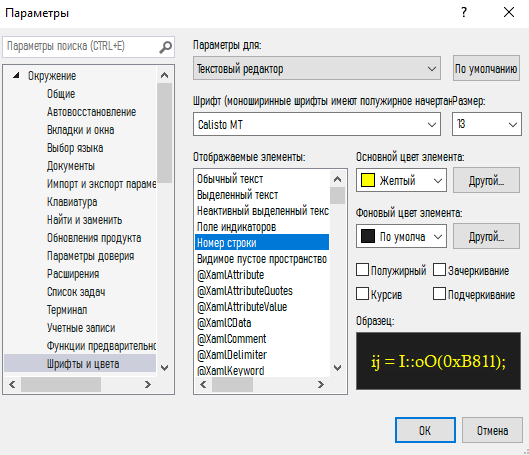 Параметры
Параметры поиска (CTRL+E)
Окружение
Общие
Автовосстановление
Вкладки и окна
Выбор языка
Документы
Импорт и экспорт параме
Клавиатура
Найти и заменить
Обновления продукта
Параметры доверия
Расширения
Список задач
Терминал
Учетные записи
Функции предварительно
Шрифты и цвета
Параметры для:
Текстовый редактор
По умолчанию
Шрифт (моноширинные шрифты имеют полужирное начертан
Размер:
Calisto MT
13
Отображаемые элементы:
Обычный текст
Выделенный текст
Неактивный выделенный текс
Поле индикаторов
Номер строки
Видимое пустое пространство
@XamlAttribute
@XamlAttributeQuotes
@XamlAttributeValue
@XamlCData
@XamlComment
@XamlDelimiter
@XamlKeyword
Основной цвет элемента:
Желтый
Другой...
Фоновый цвет элемента:
По умолча
Другой...
Полужирный
Зачеркивание
Курсив
Подчеркивание
Образец:
ij = I::oO(0xB81l);
ОК
Отмена